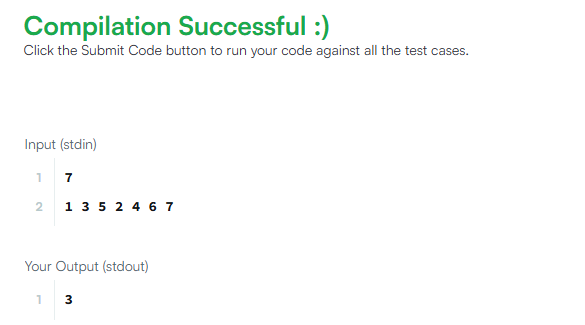 Compilation Successful :)
Click the Submit Code button to run your code against all the test cases.
Input (stdin)
1 7
2 1 3 5 2 4 6 7
Your Output (stdout)
1 3